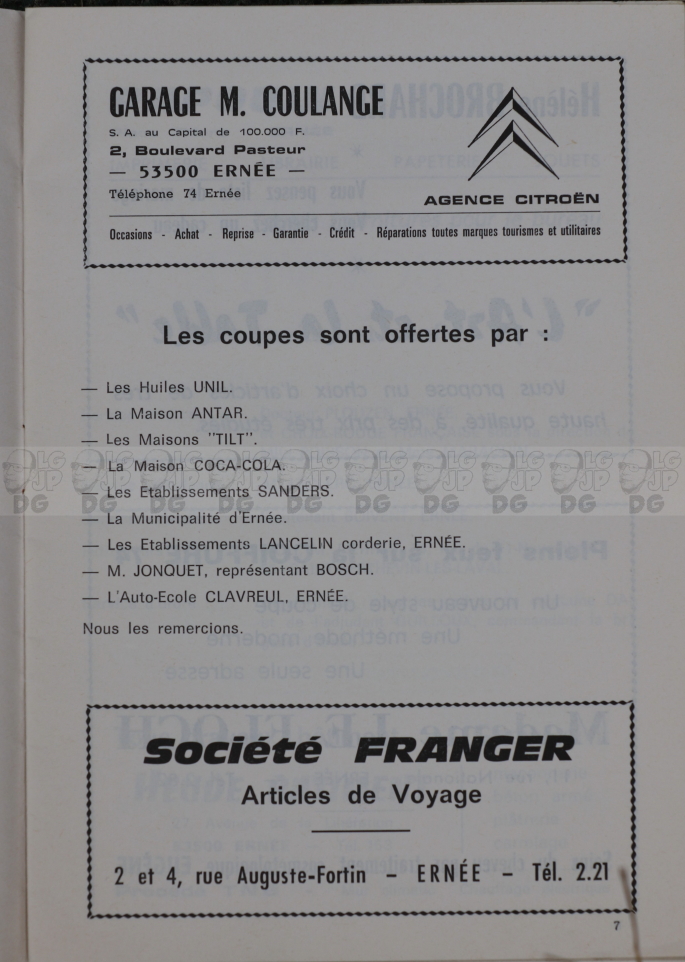 GARAGE M. COULANGE
S. A. au Capital de 100.000 F.
2, Boulevard Pasteur
— 53500 ERNÉE —
Téléphone 74 Ernée
AGENCE CITROËN
Occasions - Achat - Reprise - Garantie - Crédit - Réparations toutes marques tourismes et utilitaires
Les coupes sont offertes par :
— Les Huiles UNIL.
— La Maison ANTAR.
— Les Maisons "TILT".
— La Maison COCA-COLA.
— Les Etablissements SANDERS.
— La Municipalité d'Ernée.
— Les Etablissements LANCELIN corderie, ERNÉE.
— M. JONQUET, représentant BOSCH.
— L'Auto-Ecole CLAVREUL, ERNÉE.
Nous les remercions.
Société FRANGER
Articles de Voyage
2 et 4, rue Auguste-Fortin - ERNÉE - Tél. 2.21
7